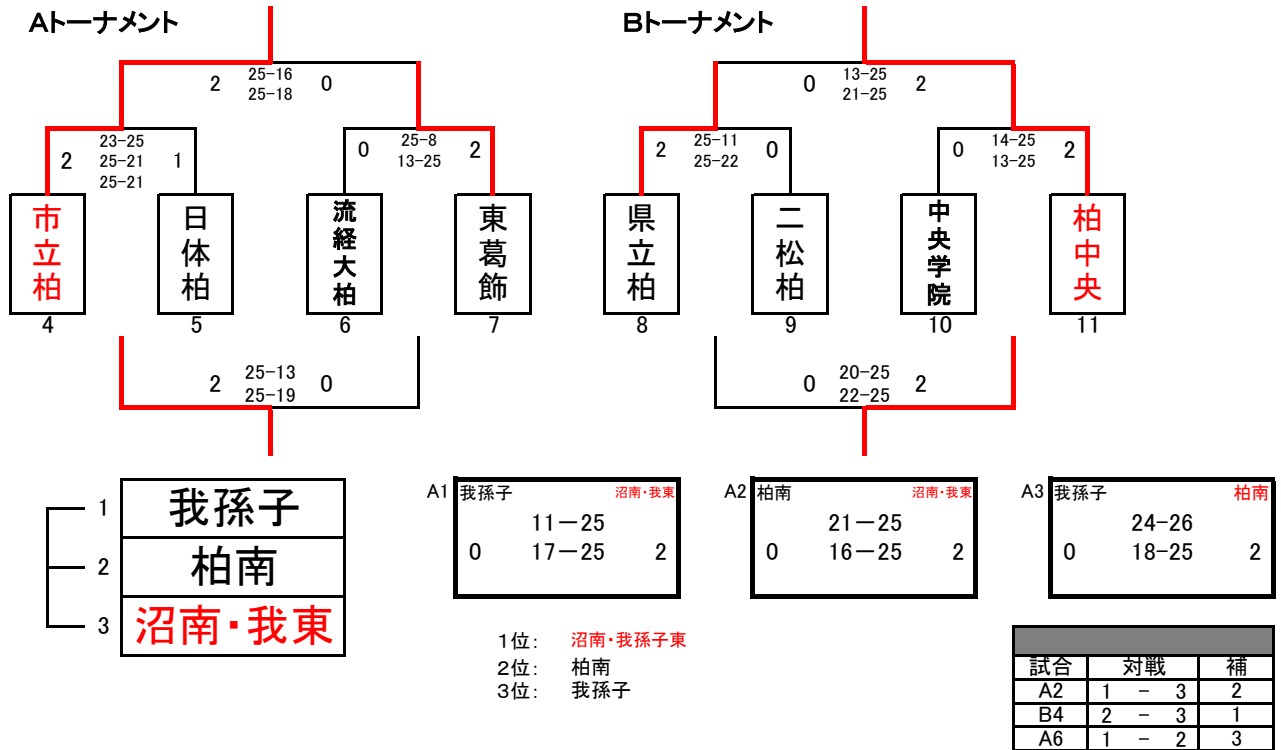 Aトーナメント
Bトーナメント
2 25-16 0
25-18
0 13-25 2
21-25
2 23-25 1
25-21
25-21
0 25-8 2
13-25
2 25-11 0
25-22
0 14-25 2
13-25
市立柏
日体柏
流経大柏
東葛飾
県立柏
二松柏
中央学院
柏中央
4 5 6 7 8 9 10 11
2 25-13 0
25-19
0 20-25 2
22-25
1 我孫子
2 柏南
3 沼南・我東
A1 我孫子 沼南・我東
11-25
0 17-25 2
A2 柏南 沼南・我東
21-25
0 16-25 2
A3 我孫子 柏南
24-26
0 18-25 2
1位: 沼南・我孫子東
2位: 柏南
3位: 我孫子
試合 対戦 補
A2 1 - 3 2
B4 2 - 3 1
A6 1 - 2 3